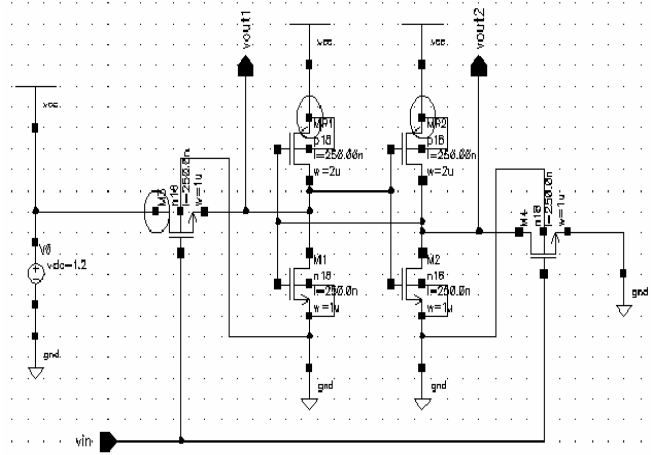 vout1
vout2
vcc
vcc
vcc
MP1
p18
l=250.00n
w=2u
MP2
p18
l=250.00n
w=2u
M3
n18
l=250.0n
w=1u
V0
vdc=1.2
gnd
M1
n18
l=250.0n
w=1u
gnd
M2
n18
l=250.0n
w=1u
gnd
M4
n18
l=250.0n
w=1u
gnd
vin